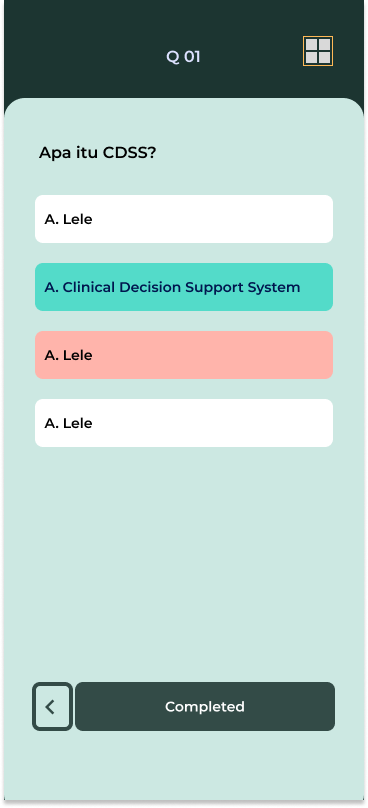 Q 01
Apa itu CDSS?
A. Lele
A. Clinical Decision Support System
A. Lele
A. Lele
Completed